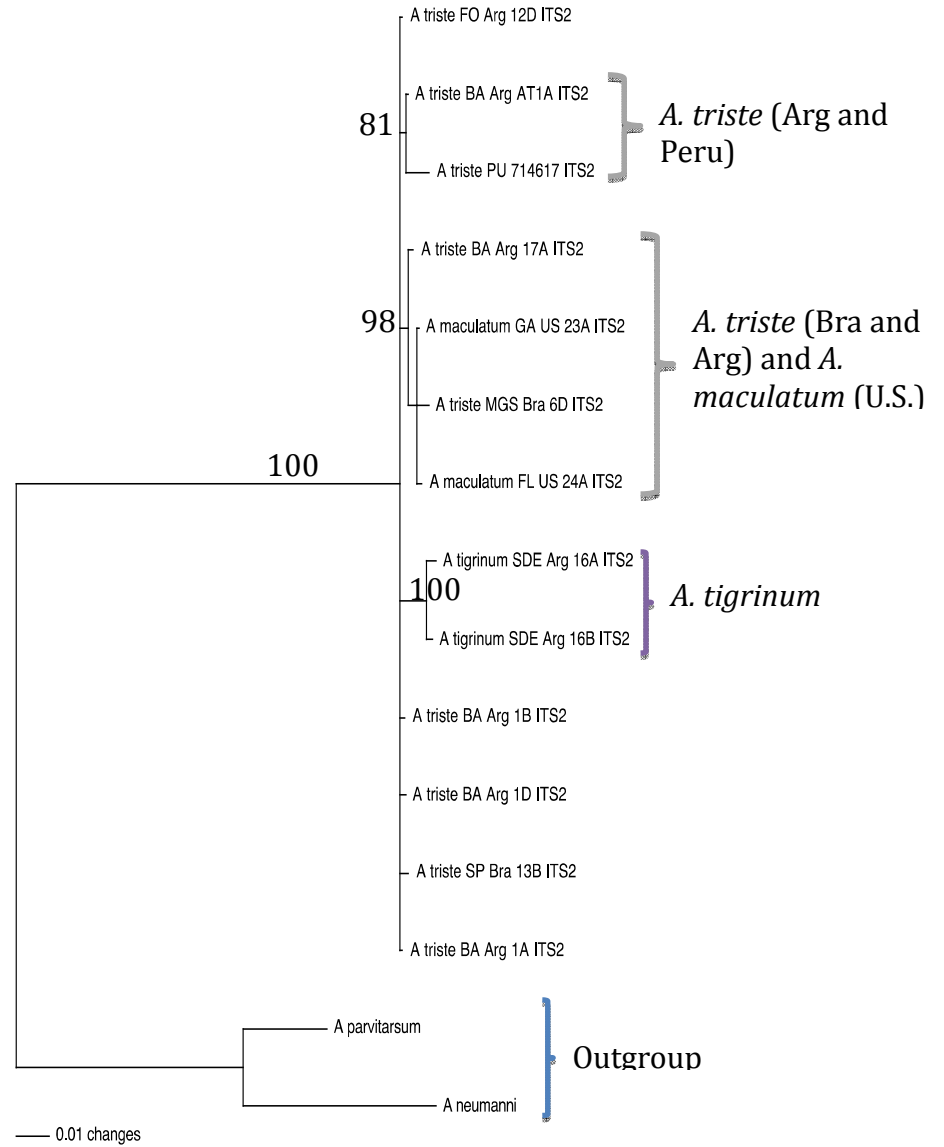 A triste FO Arg 12D ITS2
A triste BA Arg AT1A ITS2
81
A triste PU 714617 ITS2
A. triste (Arg and
Peru)
A triste BA Arg 17A ITS2
98
A maculatum GA US 23A ITS2
A triste MGS Bra 6D ITS2
A maculatum FL US 24A ITS2
A. triste (Bra and
Arg) and A.
maculatum (U.S.)
100
A tigrinum SDE Arg 16A ITS2
100
A tigrinum SDE Arg 16B ITS2
A. tigrinum
A triste BA Arg 1B ITS2
A triste BA Arg 1D ITS2
A triste SP Bra 13B ITS2
A triste BA Arg 1A ITS2
A parvitarsum
Outgroup
A neumanni
0.01 changes